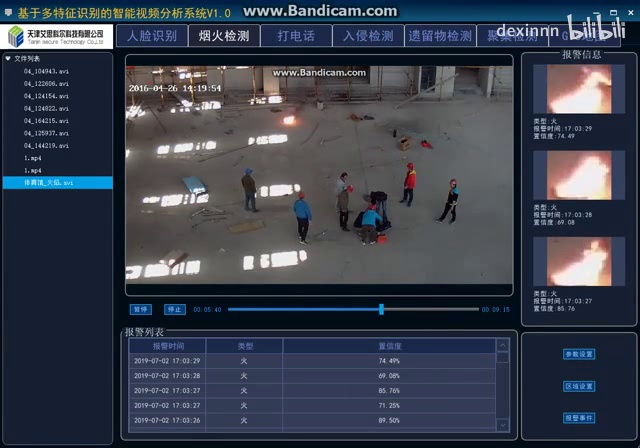 基于多特征识别的智能视频分析系统V1.0
www.Bandicam.com
dexinnn bilibili
天津艾思科尔科技有限公司
Tianjin secure Technology Co.,Ltd
人脸识别
烟火检测
打电话
入侵检测
遗留物检测
聚集检测
文件列表
04_104943.avi
04_122606.avi
04_124154.avi
04_124922.avi
04_164215.avi
04_125937.avi
04_144219.avi
1.mp4
1.mp4
体育馆_火焰.avi
www.Bandicam.com
2016-04-26 14:19:54
暂停
停止
00:05:40
00:09:15
报警列表
报警时间 类型 置信度
2019-07-02 17:03:29 火 74.49%
2019-07-02 17:03:28 火 69.08%
2019-07-02 17:03:27 火 85.76%
2019-07-02 17:03:27 火 71.25%
2019-07-02 17:03:26 火 89.50%
报警信息
类型:火
报警时间:17:03:29
置信度:74.49
类型:火
报警时间:17:03:28
置信度:69.08
类型:火
报警时间:17:03:27
置信度:85.76
参数设置
区域设置
报警事件